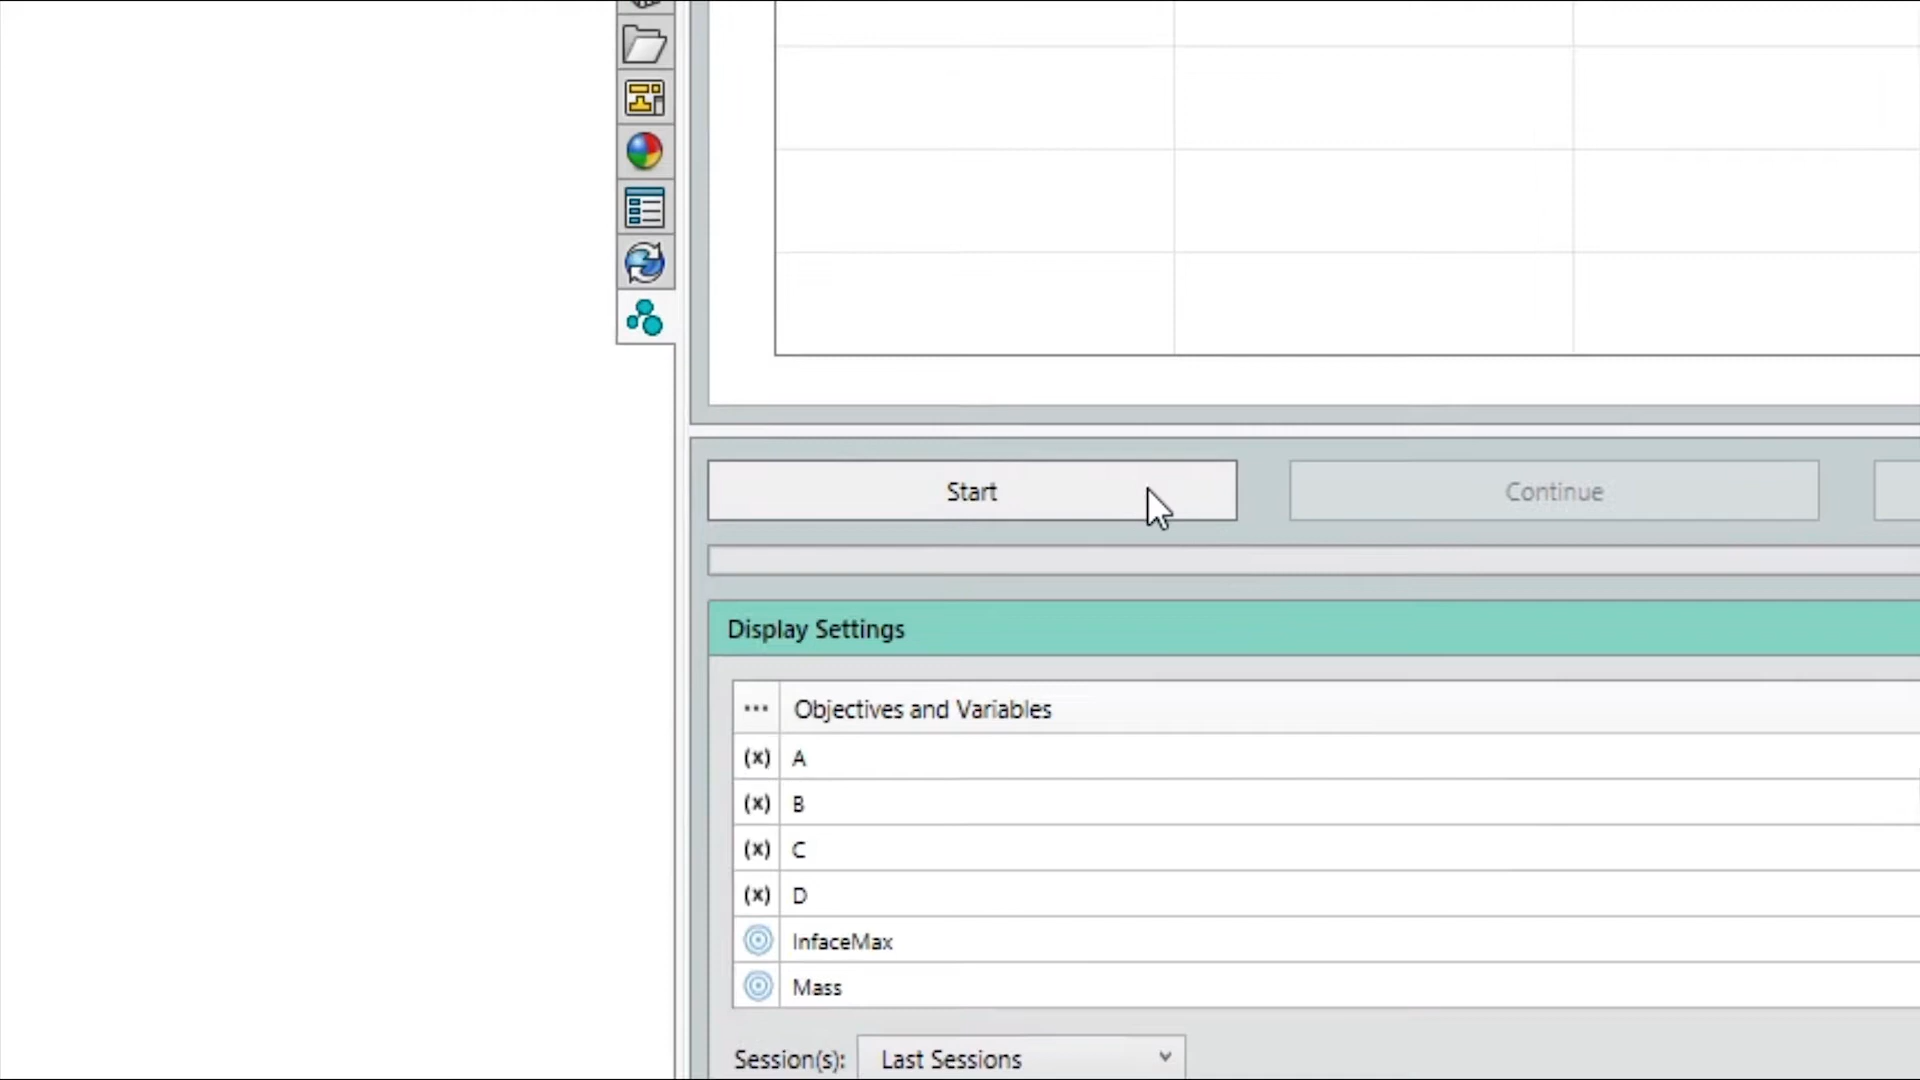 Start
Continue
Display Settings
... Objectives and Variables
(x) A
(x) B
(x) C
(x) D
InfaceMax
Mass
Session(s): Last Sessions